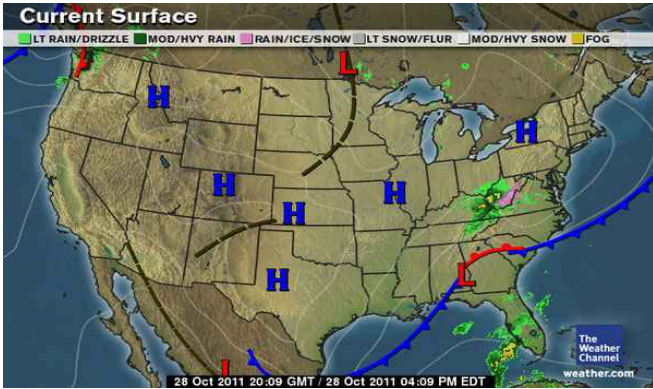 Current Surface
LT RAIN/DRIZZLE MOD/HVY RAIN RAIN/ICE/SNOW LT SNOW/FLUR MOD/HVY SNOW FOG
L
H
H
H
H
H
H
L
L
The
Weather
Channel
weather.com
28 Oct 2011 20:09 GMT / 28 Oct 2011 04:09 PM EDT